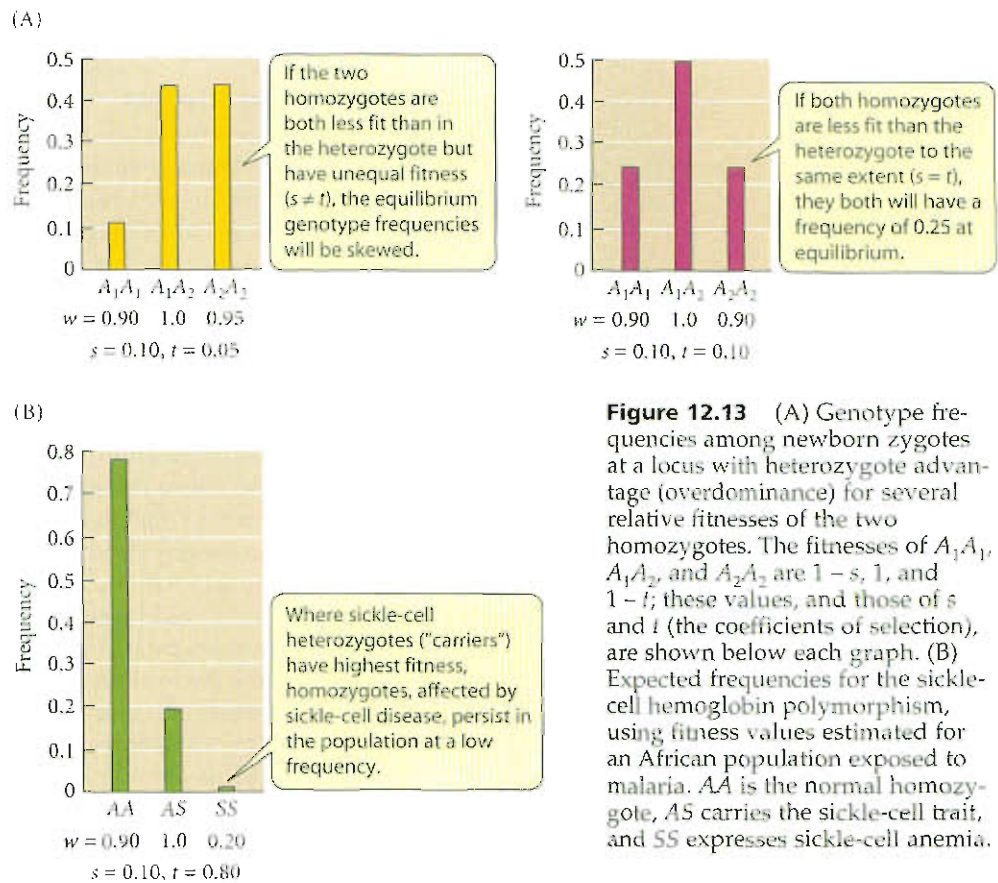 (A)
Frequency
0.5
0.4
0.3
0.2
0.1
0
A₁A₁ A₁A₂ A₂A₂
w = 0.90 1.0 0.95
s = 0.10, t = 0.05
If the two
homozygotes are
both less fit than in
the heterozygote but
have unequal fitness
(s ≠ t), the equilibrium
genotype frequencies
will be skewed.
Frequency
0.5
0.4
0.3
0.2
0.1
0
A₁A₁ A₁A₂ A₂A₂
w = 0.90 1.0 0.90
s = 0.10, t = 0.10
If both homozygotes
are less fit than the
heterozygote to the
same extent (s = t),
they both will have a
frequency of 0.25 at
equilibrium.
(B)
Frequency
0.8
0.7
0.6
0.5
0.4
0.3
0.2
0.1
0
AA AS SS
w = 0.90 1.0 0.20
s = 0.10, t = 0.80
Where sickle-cell
heterozygotes ("carriers")
have highest fitness,
homozygotes, affected by
sickle-cell disease, persist in
the population at a low
frequency.
Figure 12.13 (A) Genotype fre-
quencies among newborn zygotes
at a locus with heterozygote advan-
tage (overdominance) for several
relative fitnesses of the two
homozygotes. The fitnesses of A₁A₁,
A₁A₂, and A₂A₂ are 1 – s, 1, and
1 – t; these values, and those of s
and t (the coefficients of selection),
are shown below each graph. (B)
Expected frequencies for the sickle-
cell hemoglobin polymorphism,
using fitness values estimated for
an African population exposed to
malaria. AA is the normal homozy-
gote, AS carries the sickle-cell trait,
and SS expresses sickle-cell anemia.